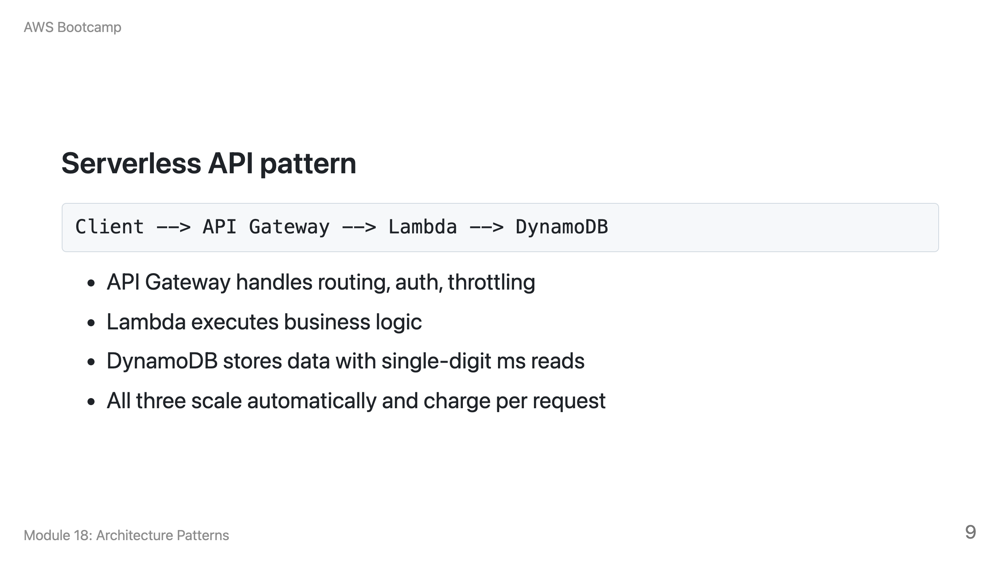 AWS Bootcamp
Serverless API pattern
Client --> API Gateway --> Lambda --> DynamoDB
• API Gateway handles routing, auth, throttling
• Lambda executes business logic
• DynamoDB stores data with single-digit ms reads
• All three scale automatically and charge per request
Module 18: Architecture Patterns
9